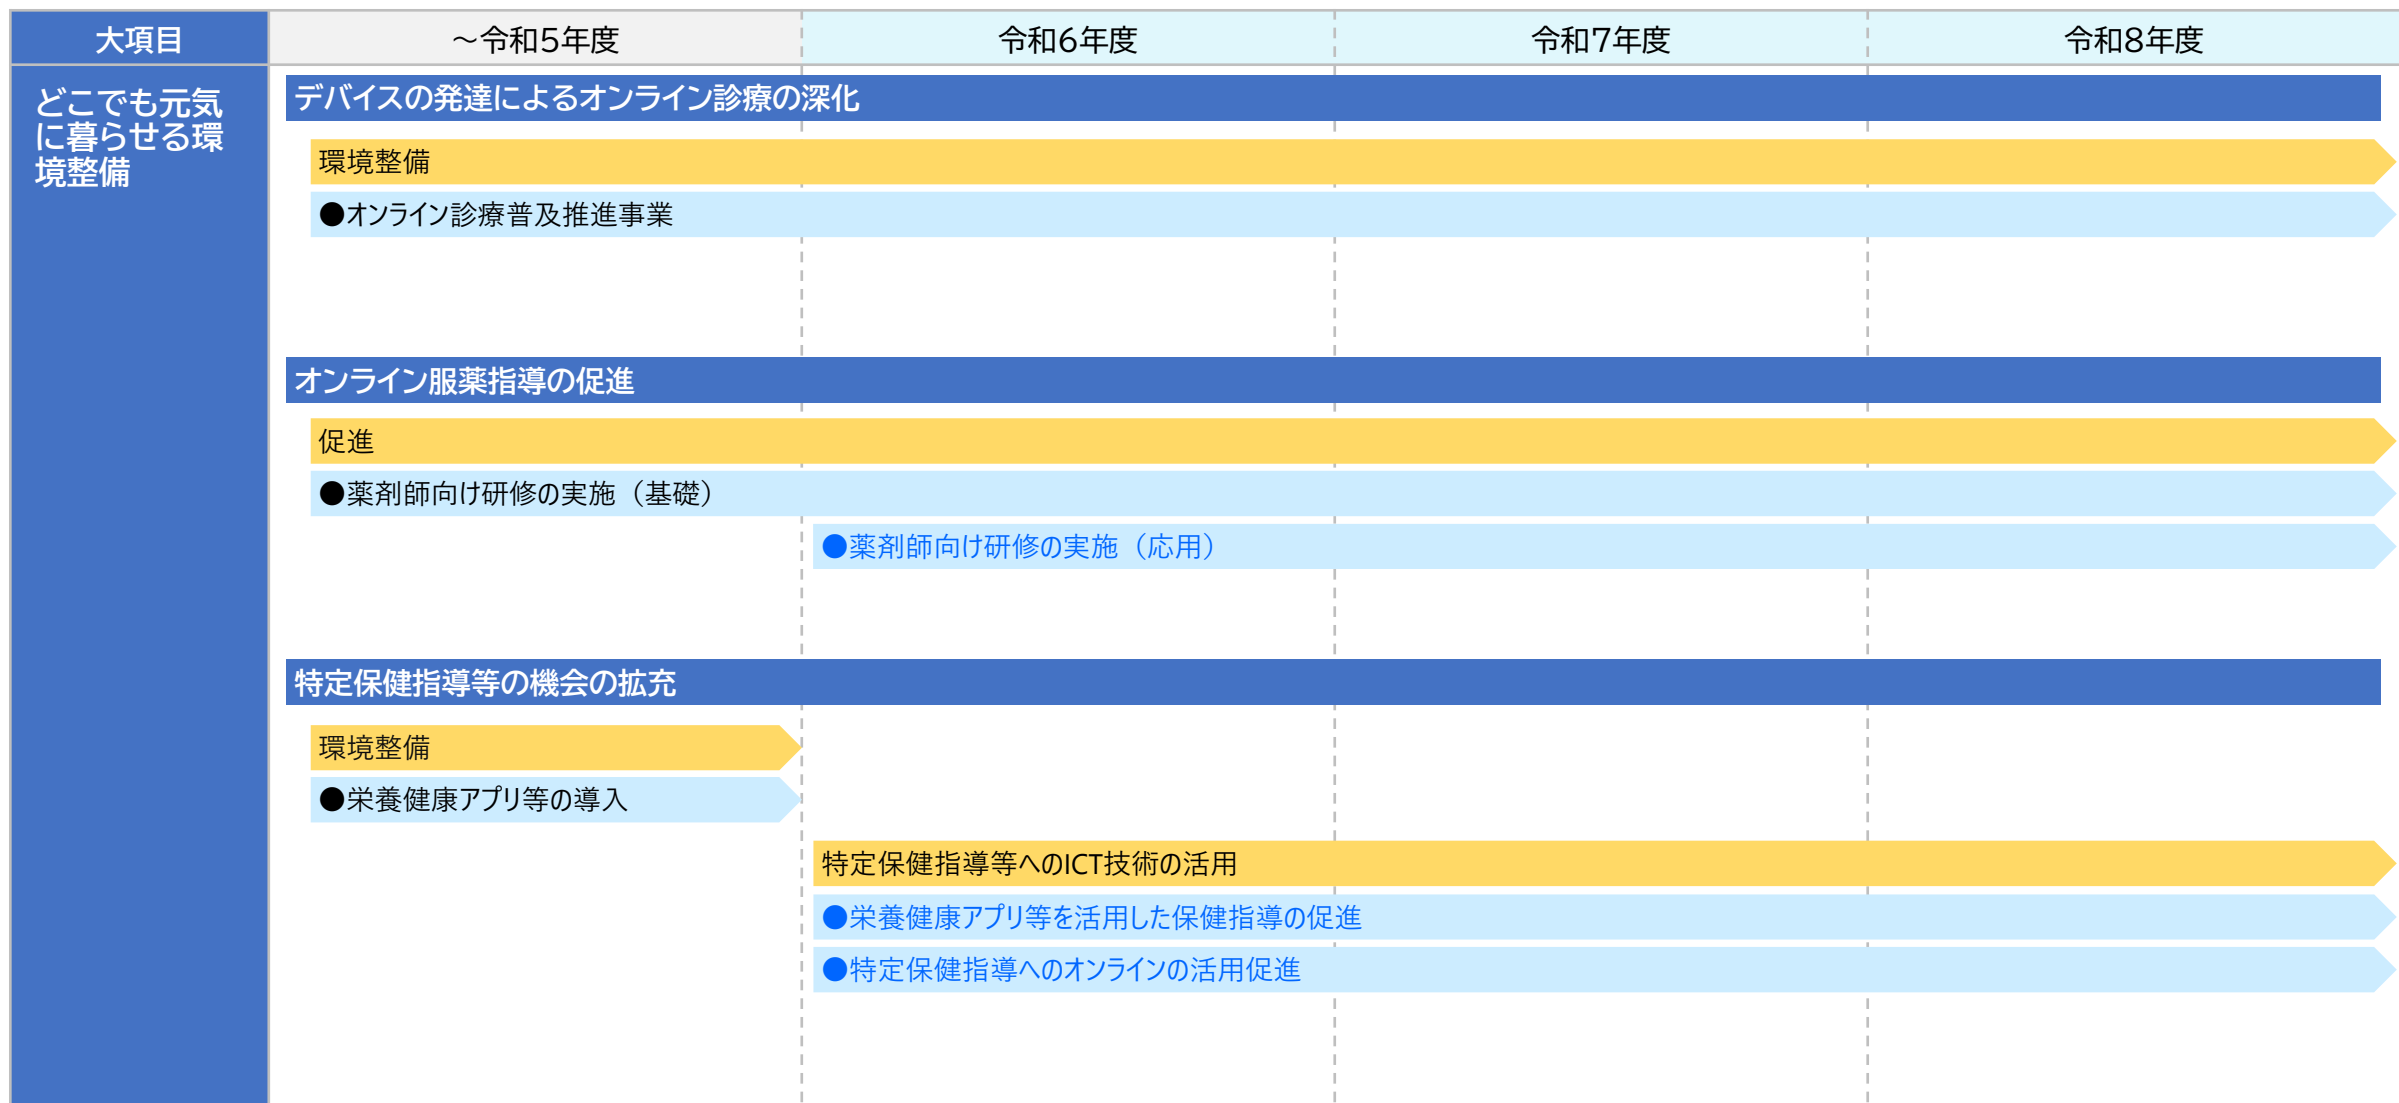 大項目
～令和5年度
令和6年度
令和7年度
令和8年度
どこでも元気
に暮らせる環
境整備
デバイスの発達によるオンライン診療の深化
環境整備
●オンライン診療普及推進事業
オンライン服薬指導の促進
促進
●薬剤師向け研修の実施（基礎）
●薬剤師向け研修の実施（応用）
特定保健指導等の機会の拡充
環境整備
●栄養健康アプリ等の導入
特定保健指導等へのICT技術の活用
●栄養健康アプリ等を活用した保健指導の促進
●特定保健指導へのオンラインの活用促進